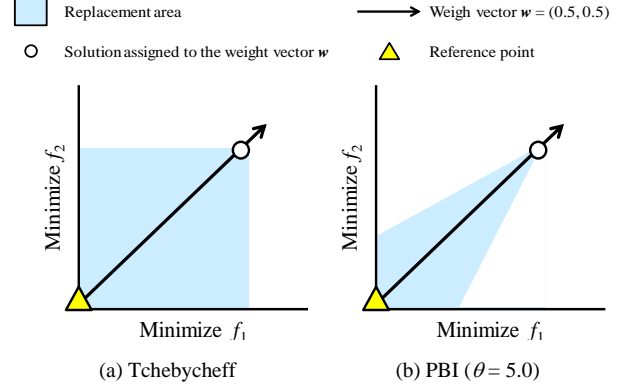 Replacement area
Weigh vector w = (0.5, 0.5)
Solution assigned to the weight vector w
Reference point
Minimize f2
Minimize f1
(a) Tchebycheff
Minimize f2
Minimize f1
(b) PBI (θ = 5.0)